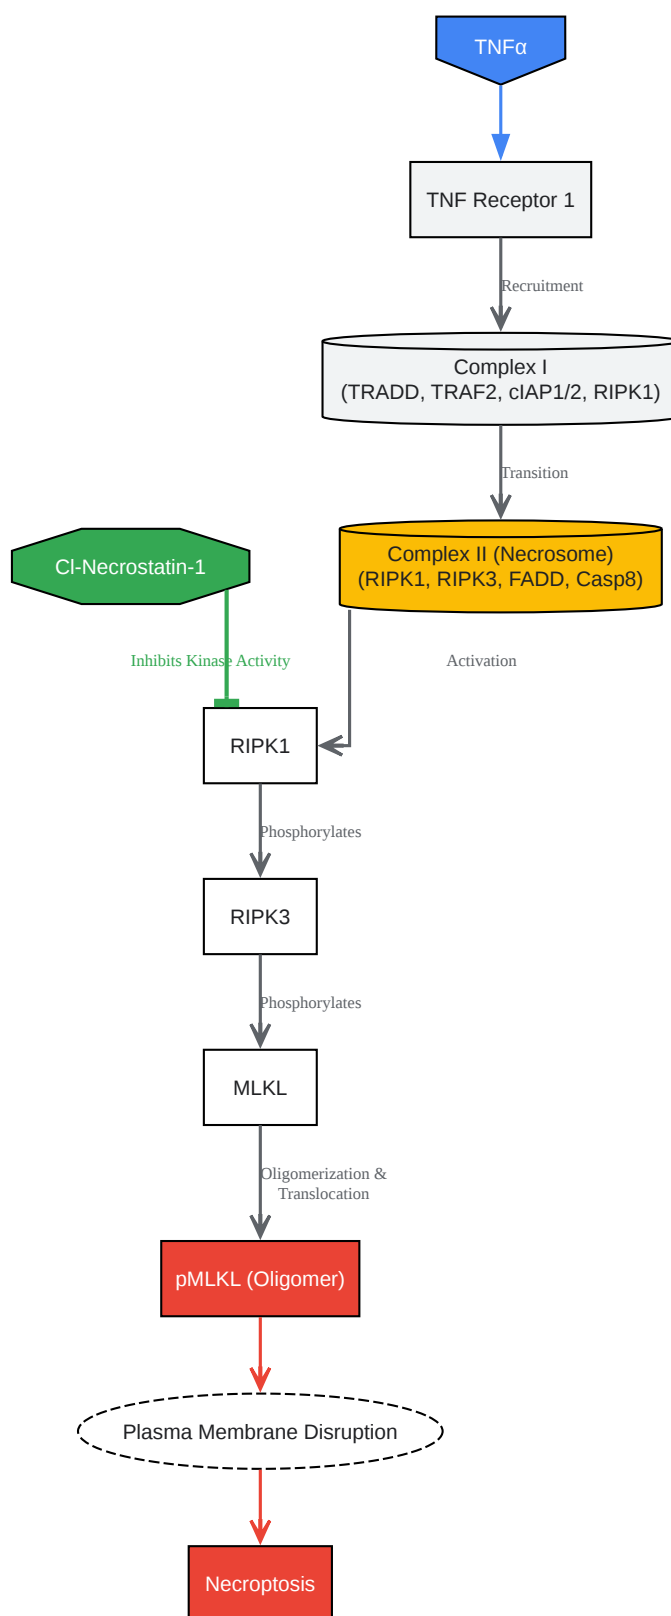 TNFα
TNF Receptor 1
Recruitment
Complex I
(TRADD, TRAF2, cIAP1/2, RIPK1)
Transition
Complex II (Necrosome)
(RIPK1, RIPK3, FADD, Casp8)
Cl-Necrostatin-1
Inhibits Kinase Activity
Activation
RIPK1
Phosphorylates
RIPK3
Phosphorylates
MLKL
Oligomerization &
Translocation
pMLKL (Oligomer)
Plasma Membrane Disruption
Necroptosis